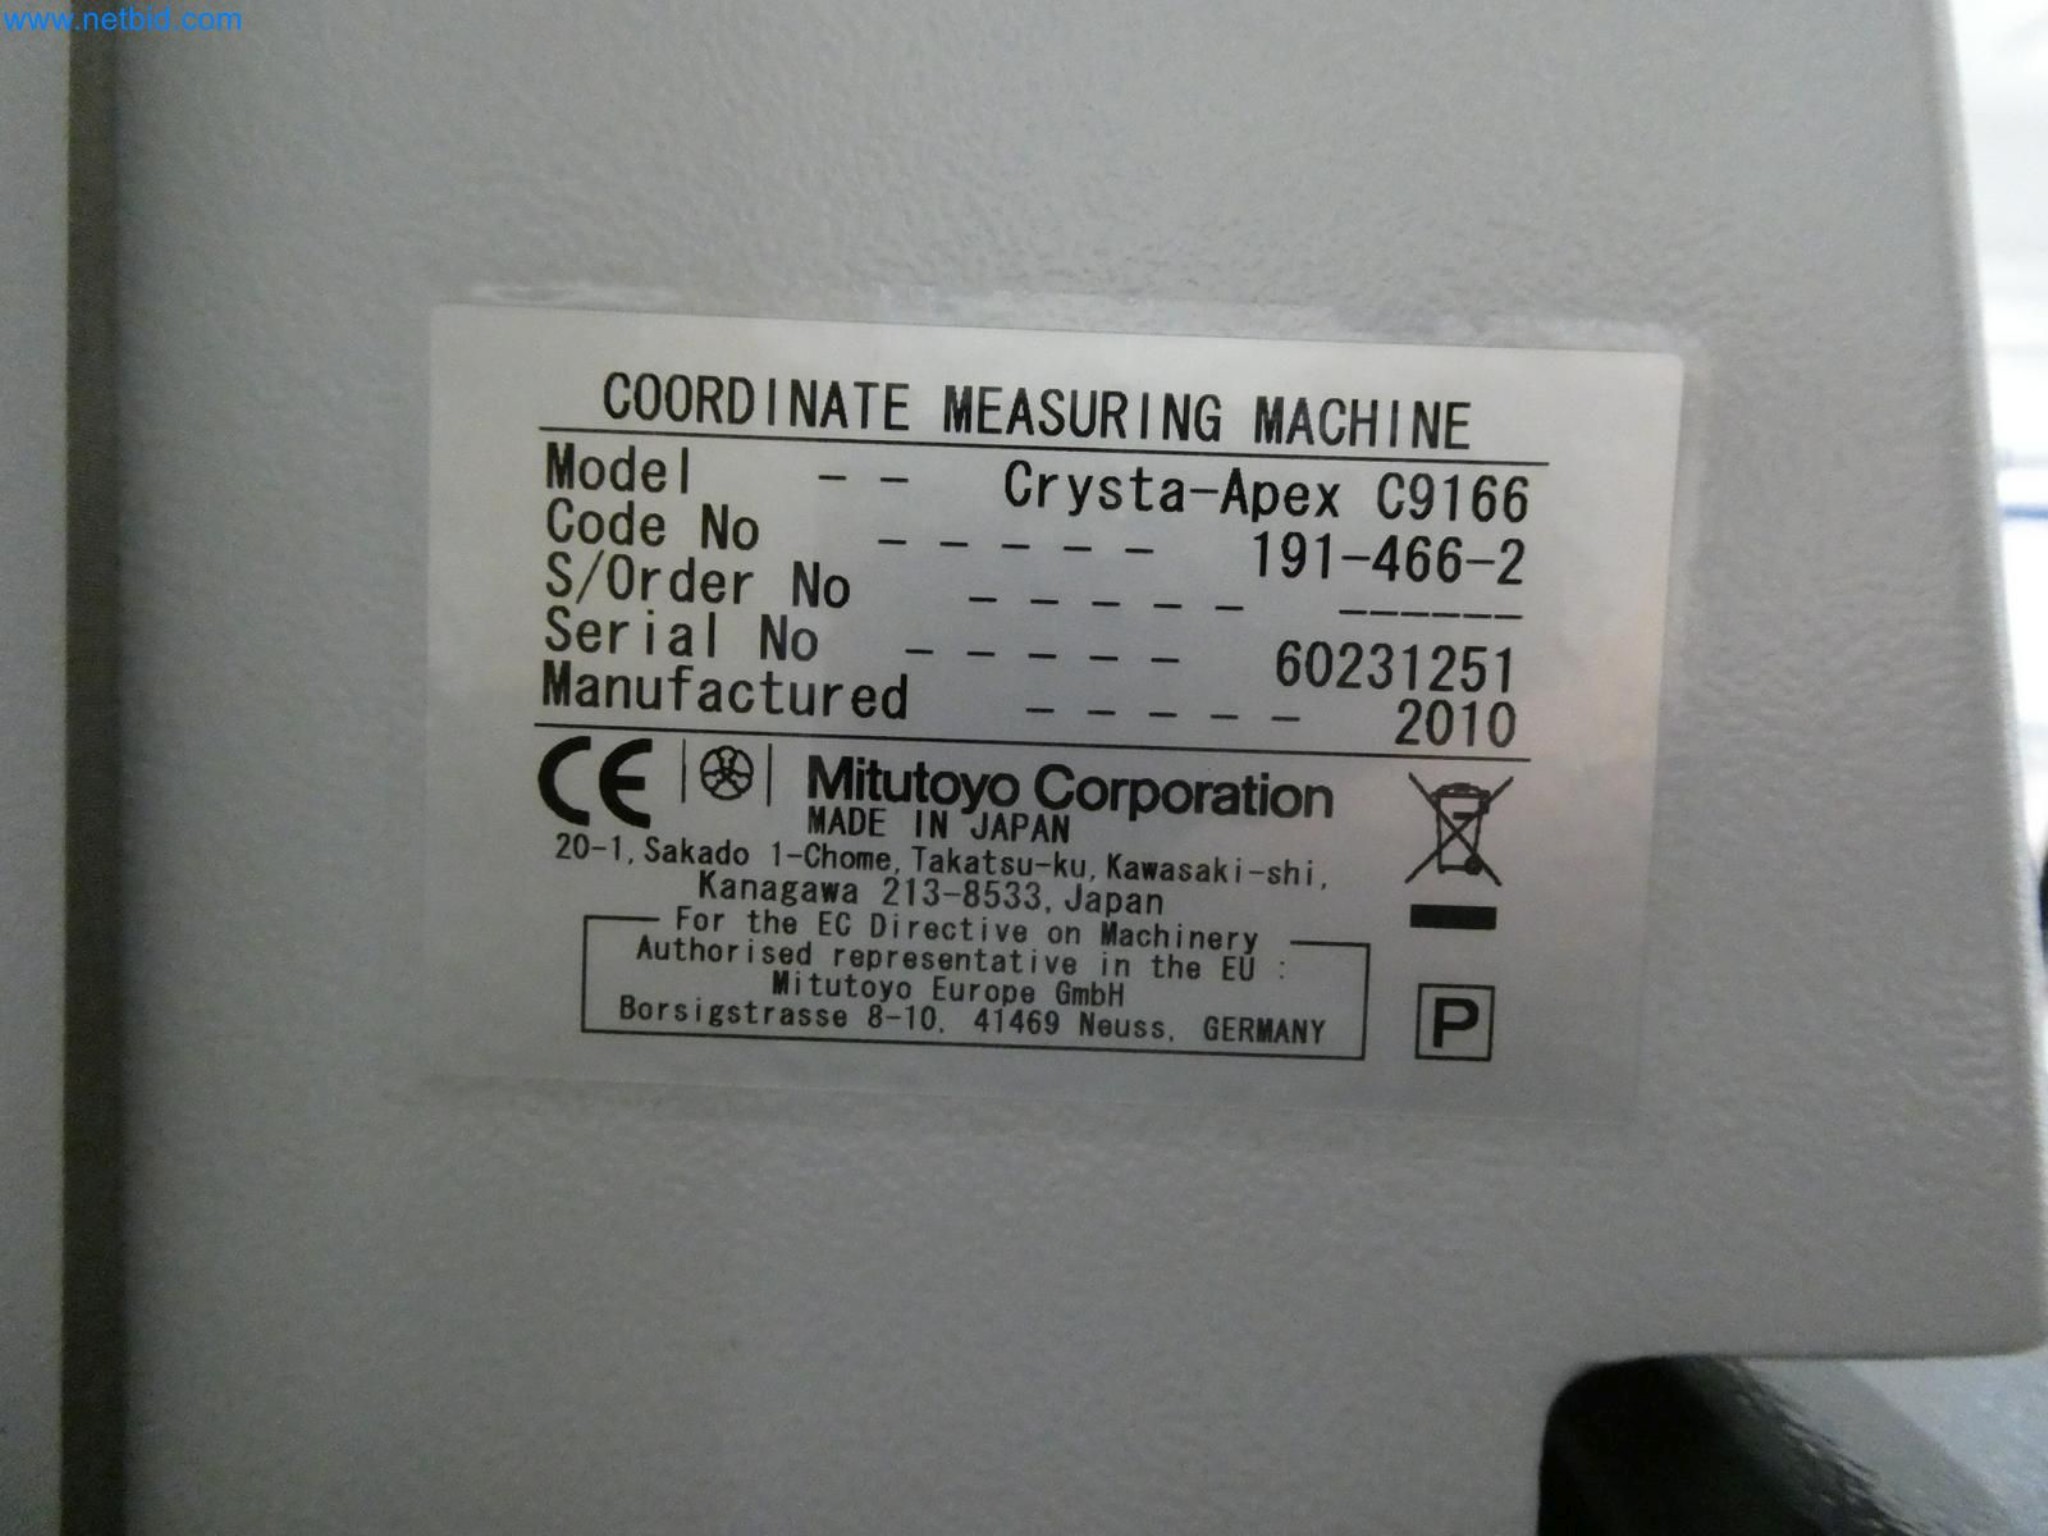 www.netbid.com
COORDINATE MEASURING MACHINE
Model -- Crysta-Apex C9166
Code No ----- 191-466-2
S/Order No ----- ------
Serial No ----- 60231251
Manufactured ----- 2010
CE Mitutoyo Corporation
MADE IN JAPAN
20-1, Sakado 1-Chome, Takatsu-ku, Kawasaki-shi,
Kanagawa 213-8533, Japan
For the EC Directive on Machinery
Authorised representative in the EU :
Mitutoyo Europe GmbH
Borsigstrasse 8-10, 41469 Neuss, GERMANY
P